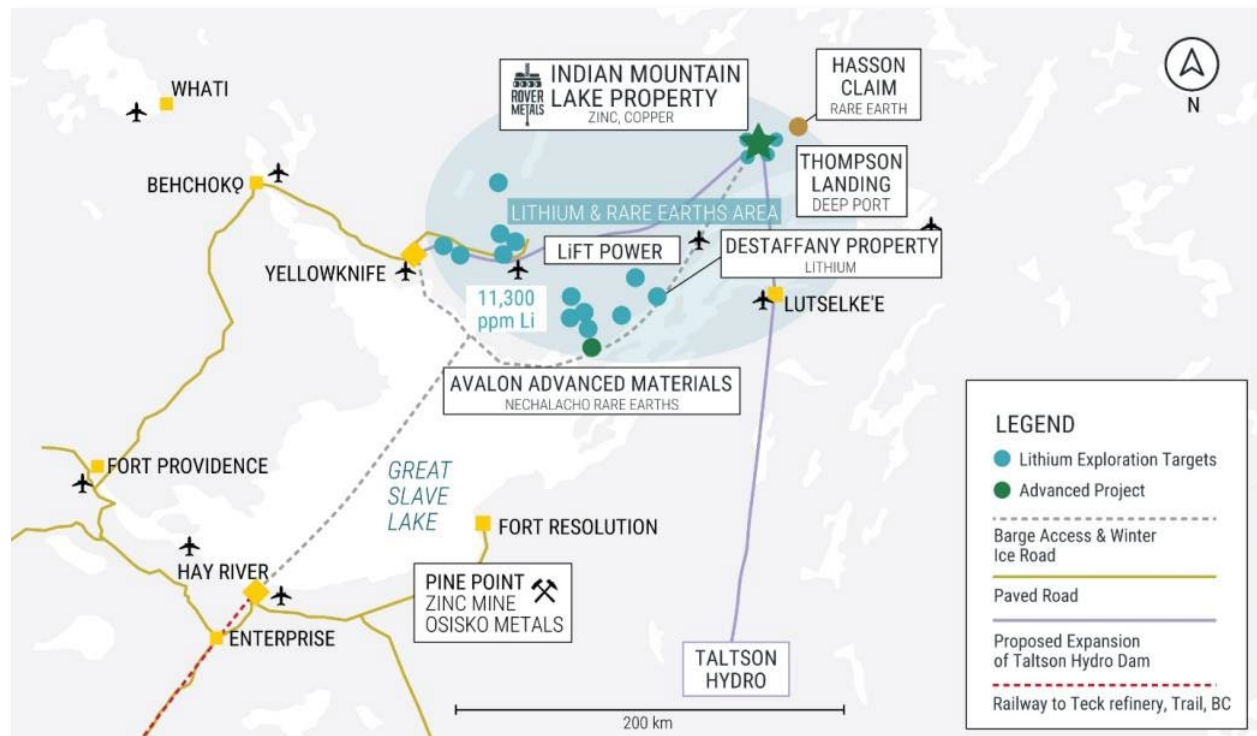 WHATI
BEHCHOKǪ
YELLOWKNIFE
ROVER
METALS
INDIAN MOUNTAIN
LAKE PROPERTY
ZINC, COPPER
HASSON
CLAIM
RARE EARTH
N
THOMPSON
LANDING
DEEP PORT
LITHIUM & RARE EARTHS AREA
LiFT POWER
DESTAFFANY PROPERTY
LITHIUM
11,300
ppm Li
LUTSELKE'E
AVALON ADVANCED MATERIALS
NECHALACHO RARE EARTHS
FORT PROVIDENCE
GREAT
SLAVE
LAKE
FORT RESOLUTION
HAY RIVER
PINE POINT
ZINC MINE
OSISKO METALS
ENTERPRISE
TALTSON
HYDRO
200 km
LEGEND
Lithium Exploration Targets
Advanced Project
Barge Access & Winter
Ice Road
Paved Road
Proposed Expansion
of Taltson Hydro Dam
Railway to Teck refinery, Trail, BC